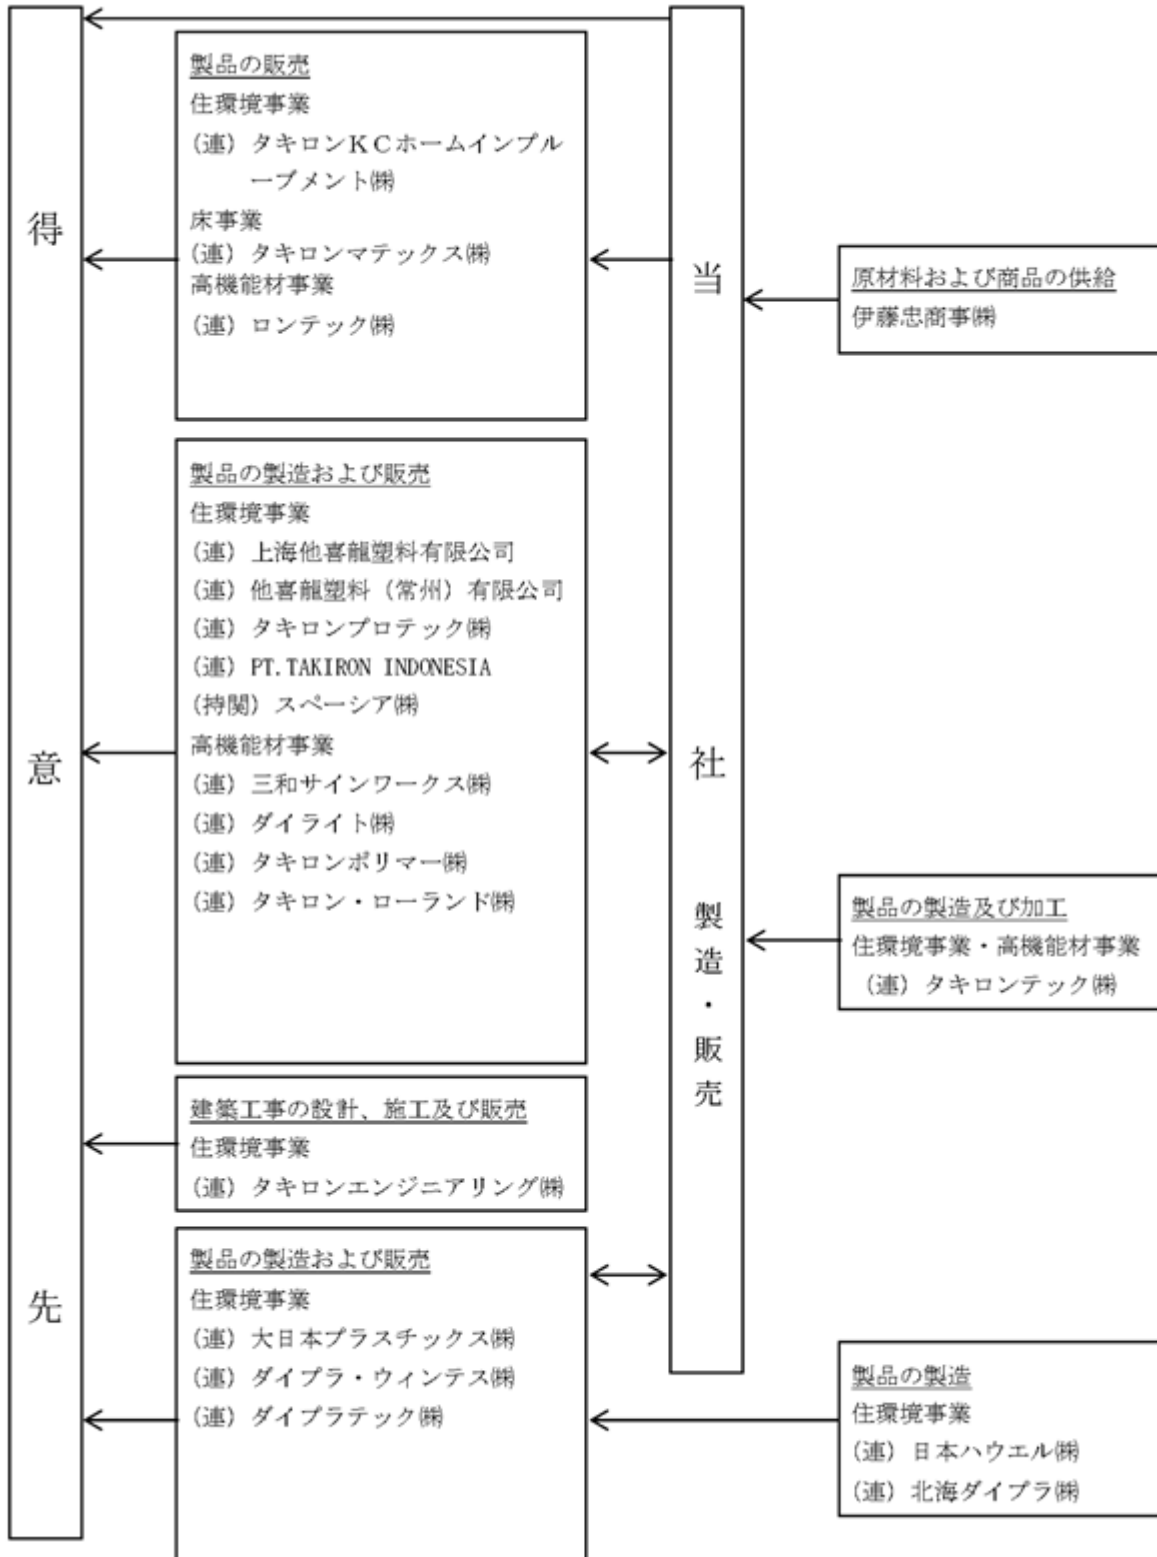 得意先
製品の販売
住環境事業
(連) タキロンKCホームインプル
ーブメント㈱
床事業
(連) タキロンマテックス㈱
高機能材事業
(連) ロンテック㈱
製品の製造および販売
住環境事業
(連) 上海他喜龍塑料有限公司
(連) 他喜龍塑料（常州）有限公司
(連) タキロンプロテック㈱
(連) PT.TAKIRON INDONESIA
(持関) スペーシア㈱
高機能材事業
(連) 三和サインワークス㈱
(連) ダイライト㈱
(連) タキロンポリマー㈱
(連) タキロン・ローランド㈱
建築工事の設計、施工及び販売
住環境事業
(連) タキロンエンジニアリング㈱
製品の製造および販売
住環境事業
(連) 大日本プラスチックス㈱
(連) ダイプラ・ウィンテス㈱
(連) ダイプラテック㈱
当社 製造・販売
原材料および商品の供給
伊藤忠商事㈱
製品の製造及び加工
住環境事業・高機能材事業
(連) タキロンテック㈱
製品の製造
住環境事業
(連) 日本ハウエル㈱
(連) 北海ダイプラ㈱